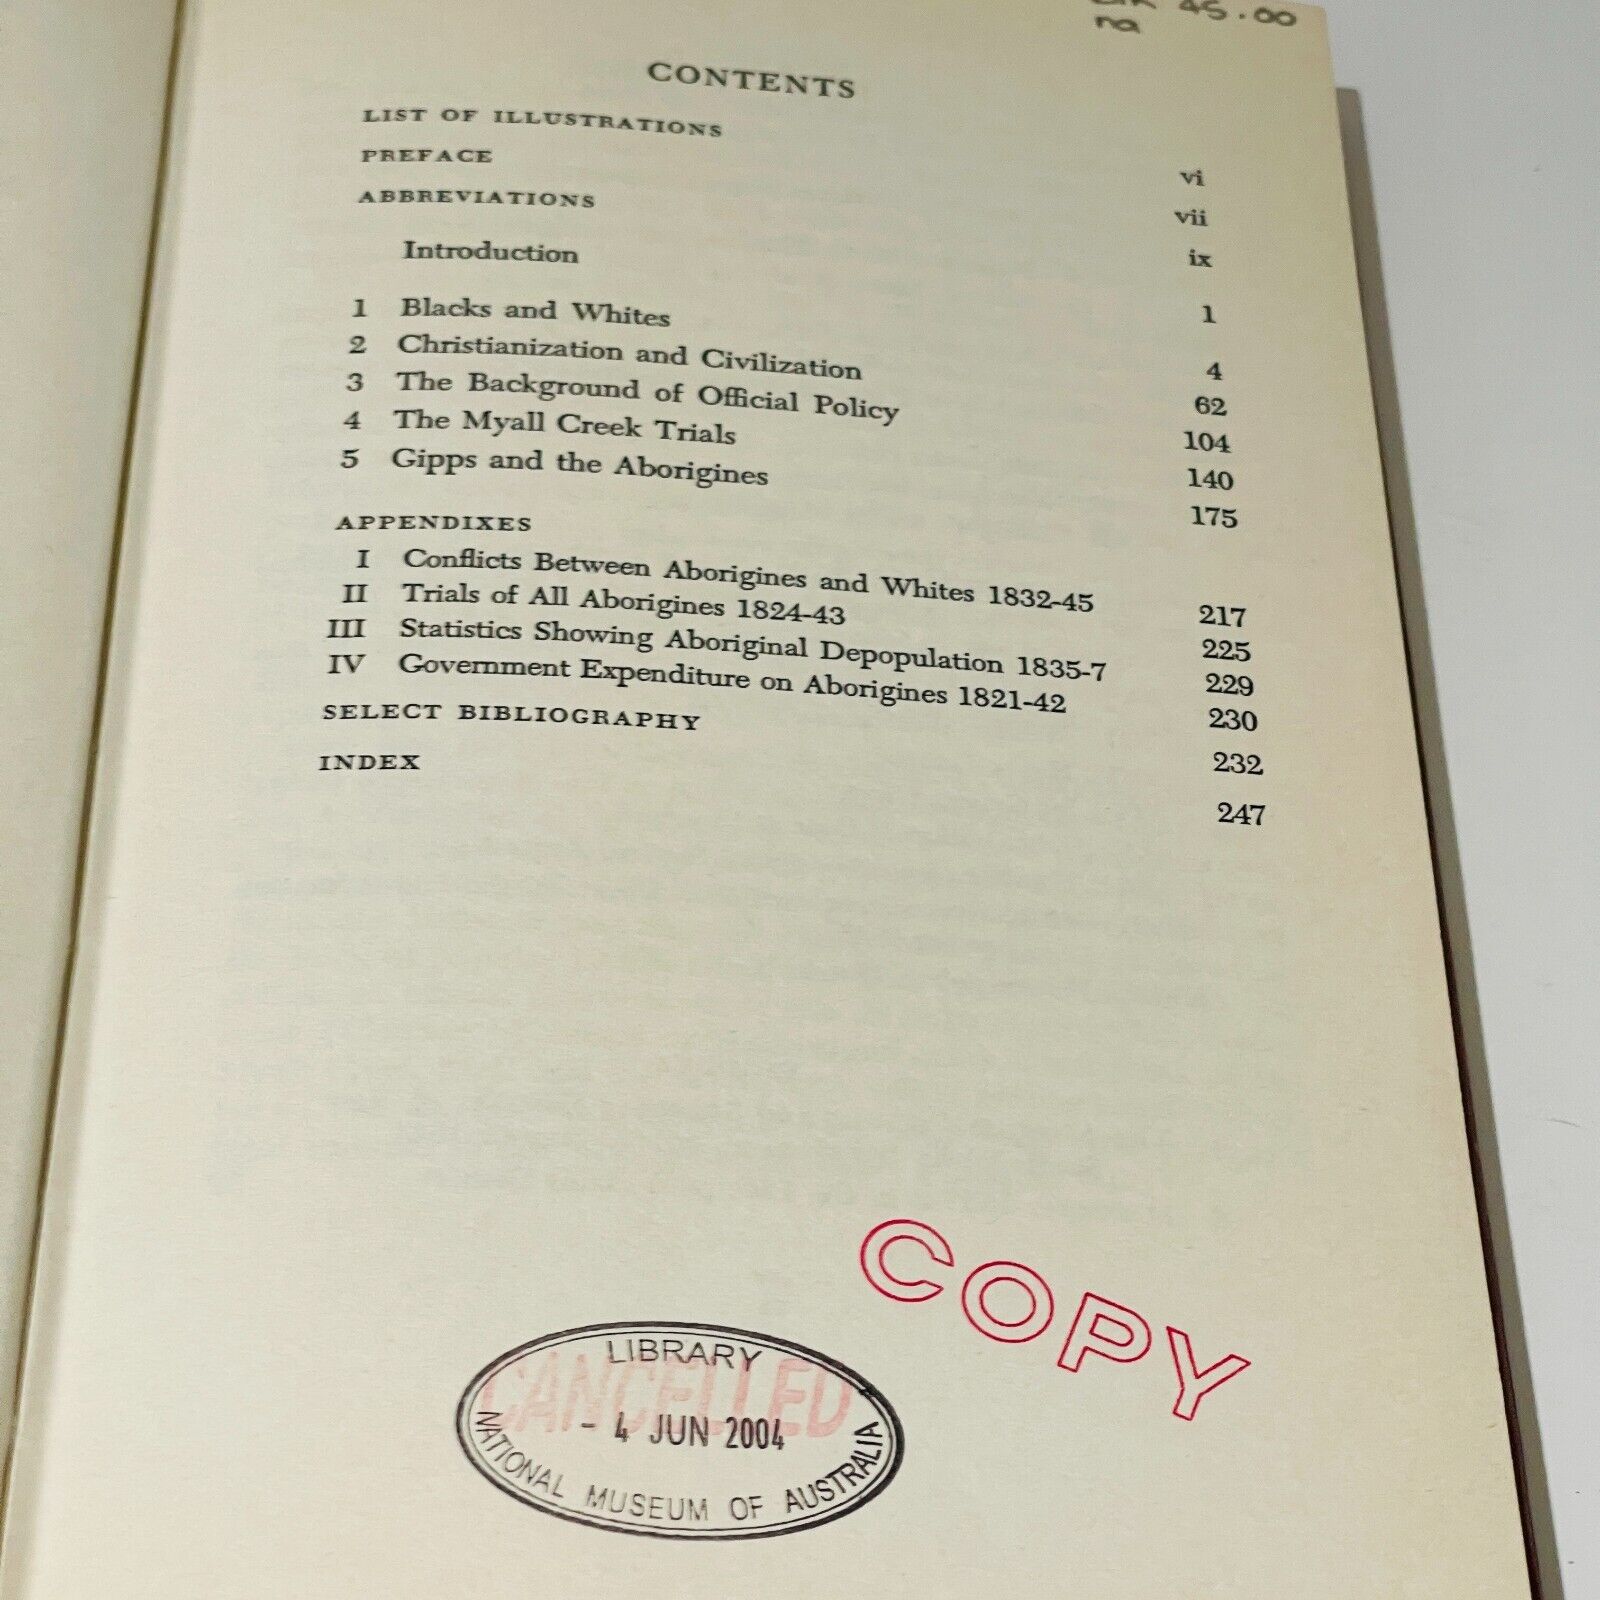 45.00
na
CONTENTS
LIST OF ILLUSTRATIONS vi
PREFACE vii
ABBREVIATIONS ix
Introduction 1
1 Blacks and Whites 4
2 Christianization and Civilization 62
3 The Background of Official Policy 104
4 The Myall Creek Trials 140
5 Gipps and the Aborigines 175
APPENDIXES
I Conflicts Between Aborigines and Whites 1832-45 217
II Trials of All Aborigines 1824-43 225
III Statistics Showing Aboriginal Depopulation 1835-7 229
IV Government Expenditure on Aborigines 1821-42 230
SELECT BIBLIOGRAPHY 232
INDEX 247
COPY
LIBRARY
CANCELLED
- 4 JUN 2004
NATIONAL MUSEUM OF AUSTRALIA